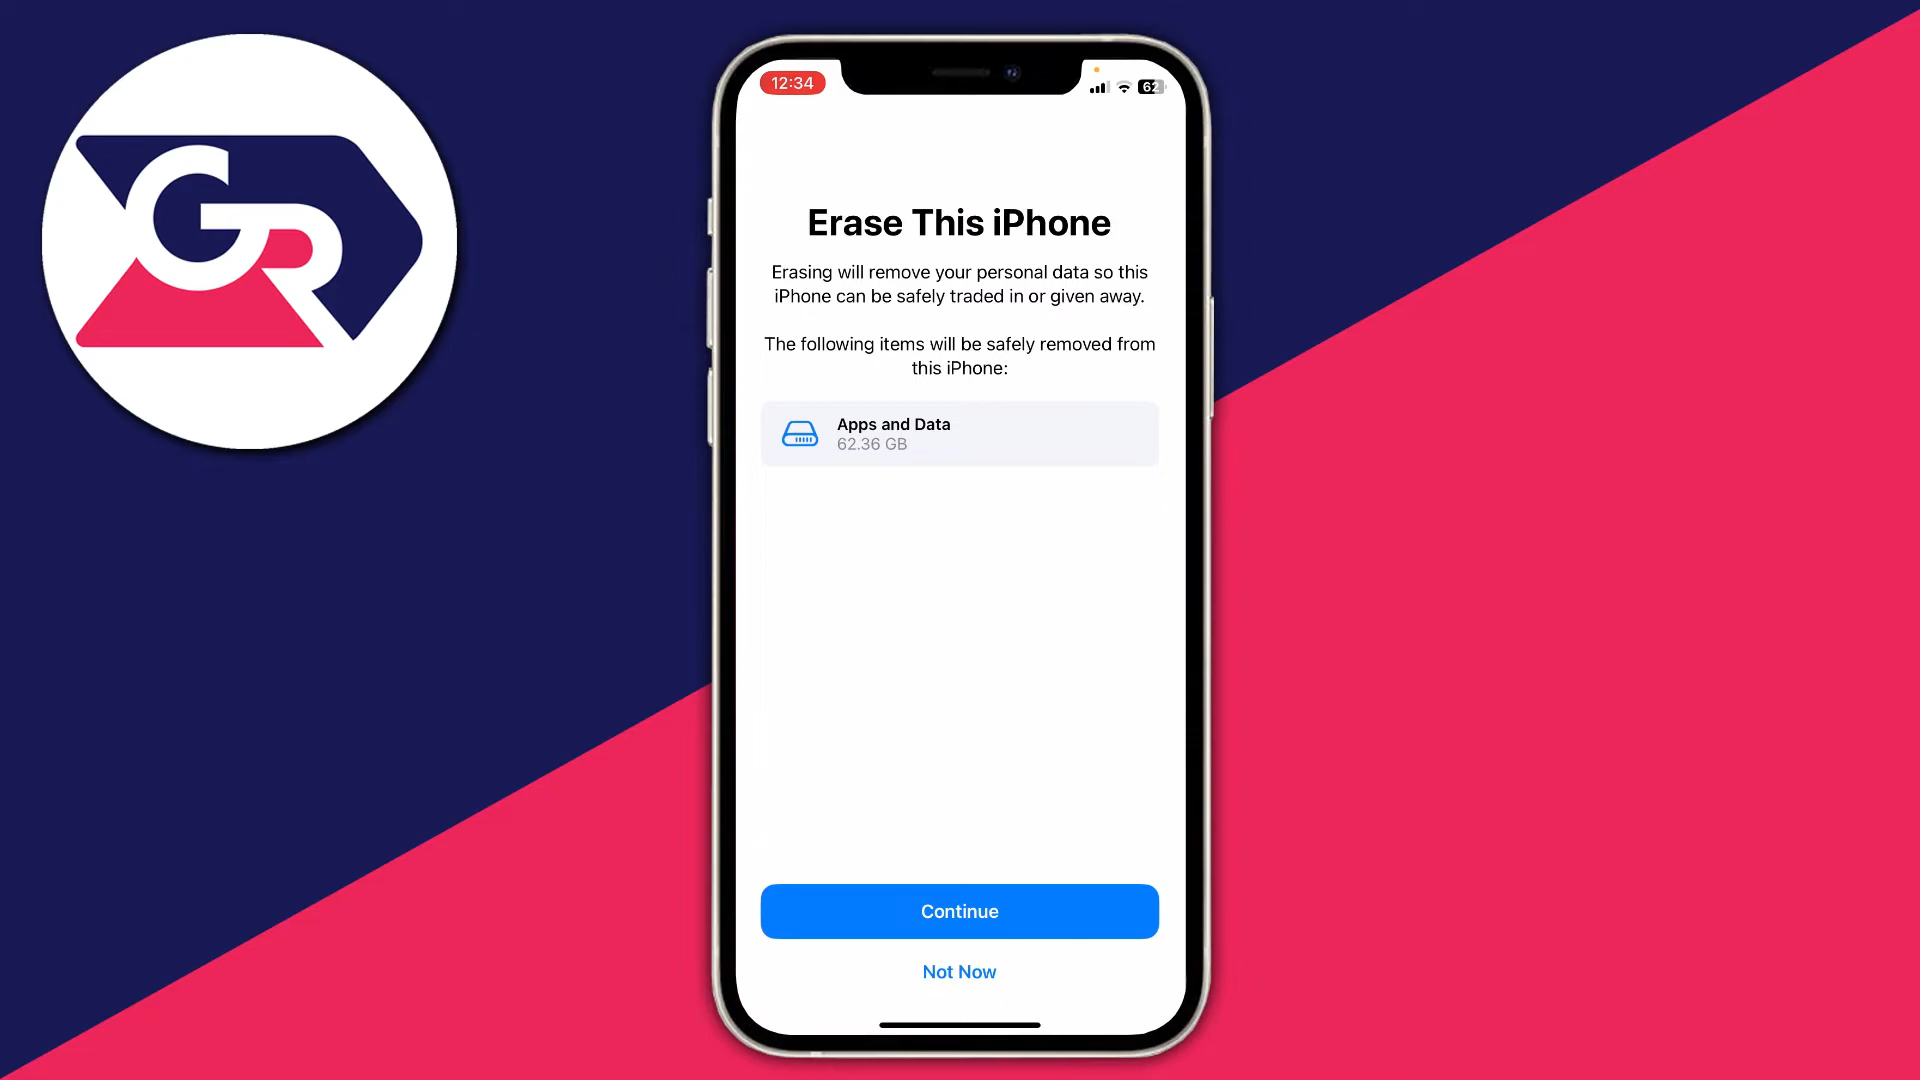 GR
12:34
62
Erase This iPhone
Erasing will remove your personal data so this
iPhone can be safely traded in or given away.
The following items will be safely removed from
this iPhone:
Apps and Data
62.36 GB
Continue
Not Now